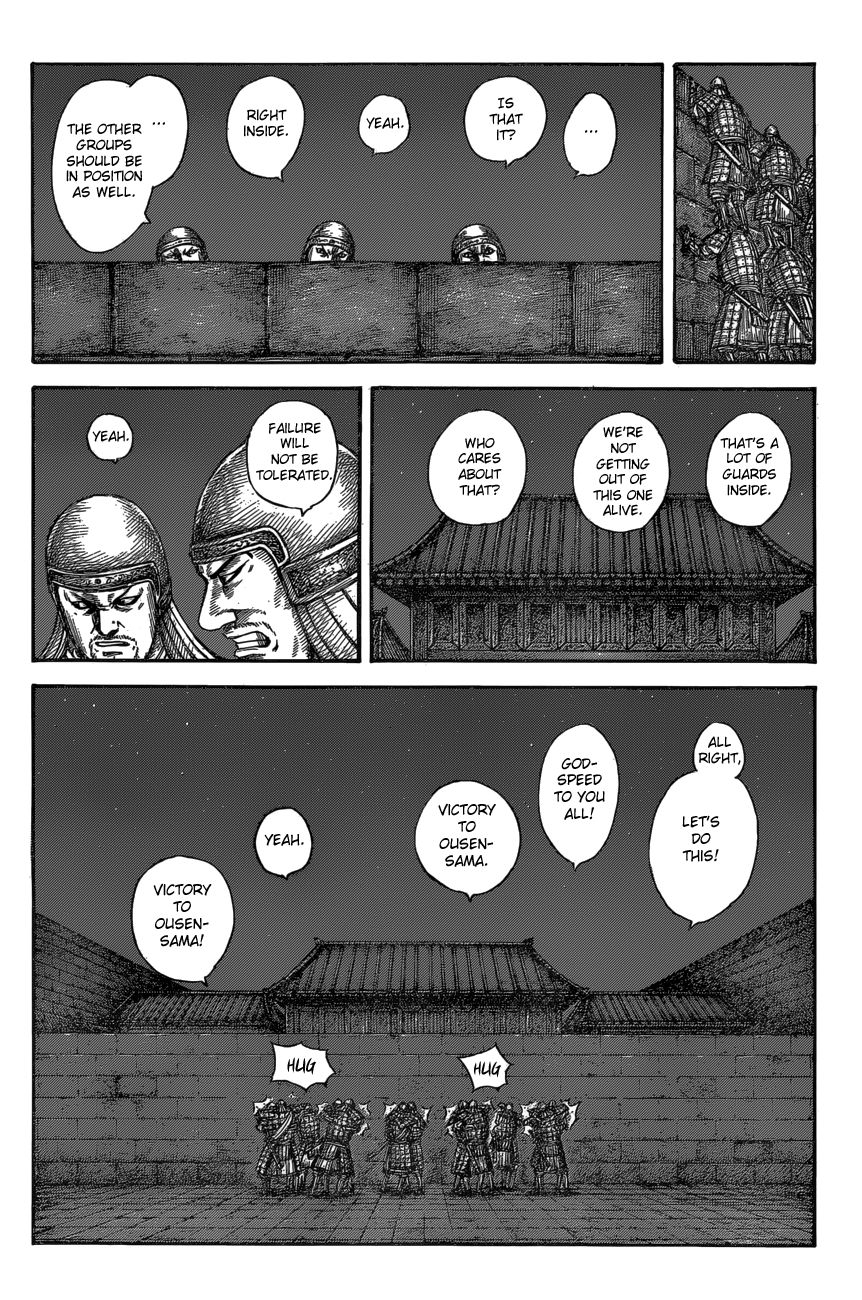 ...
IS
THAT
IT?
YEAH.
RIGHT
INSIDE.
...
THE OTHER
GROUPS
SHOULD BE
IN POSITION
AS WELL.
THAT'S A
LOT OF
GUARDS
INSIDE.
WE'RE
NOT
GETTING
OUT OF
THIS ONE
ALIVE.
WHO
CARES
ABOUT
THAT?
FAILURE
WILL
NOT BE
TOLERATED.
YEAH.
ALL
RIGHT,
LET'S
DO
THIS!
GOD-
SPEED
TO YOU
ALL!
VICTORY
TO
OUSEN-
SAMA.
YEAH.
VICTORY
TO
OUSEN-
SAMA!
HUG
HUG